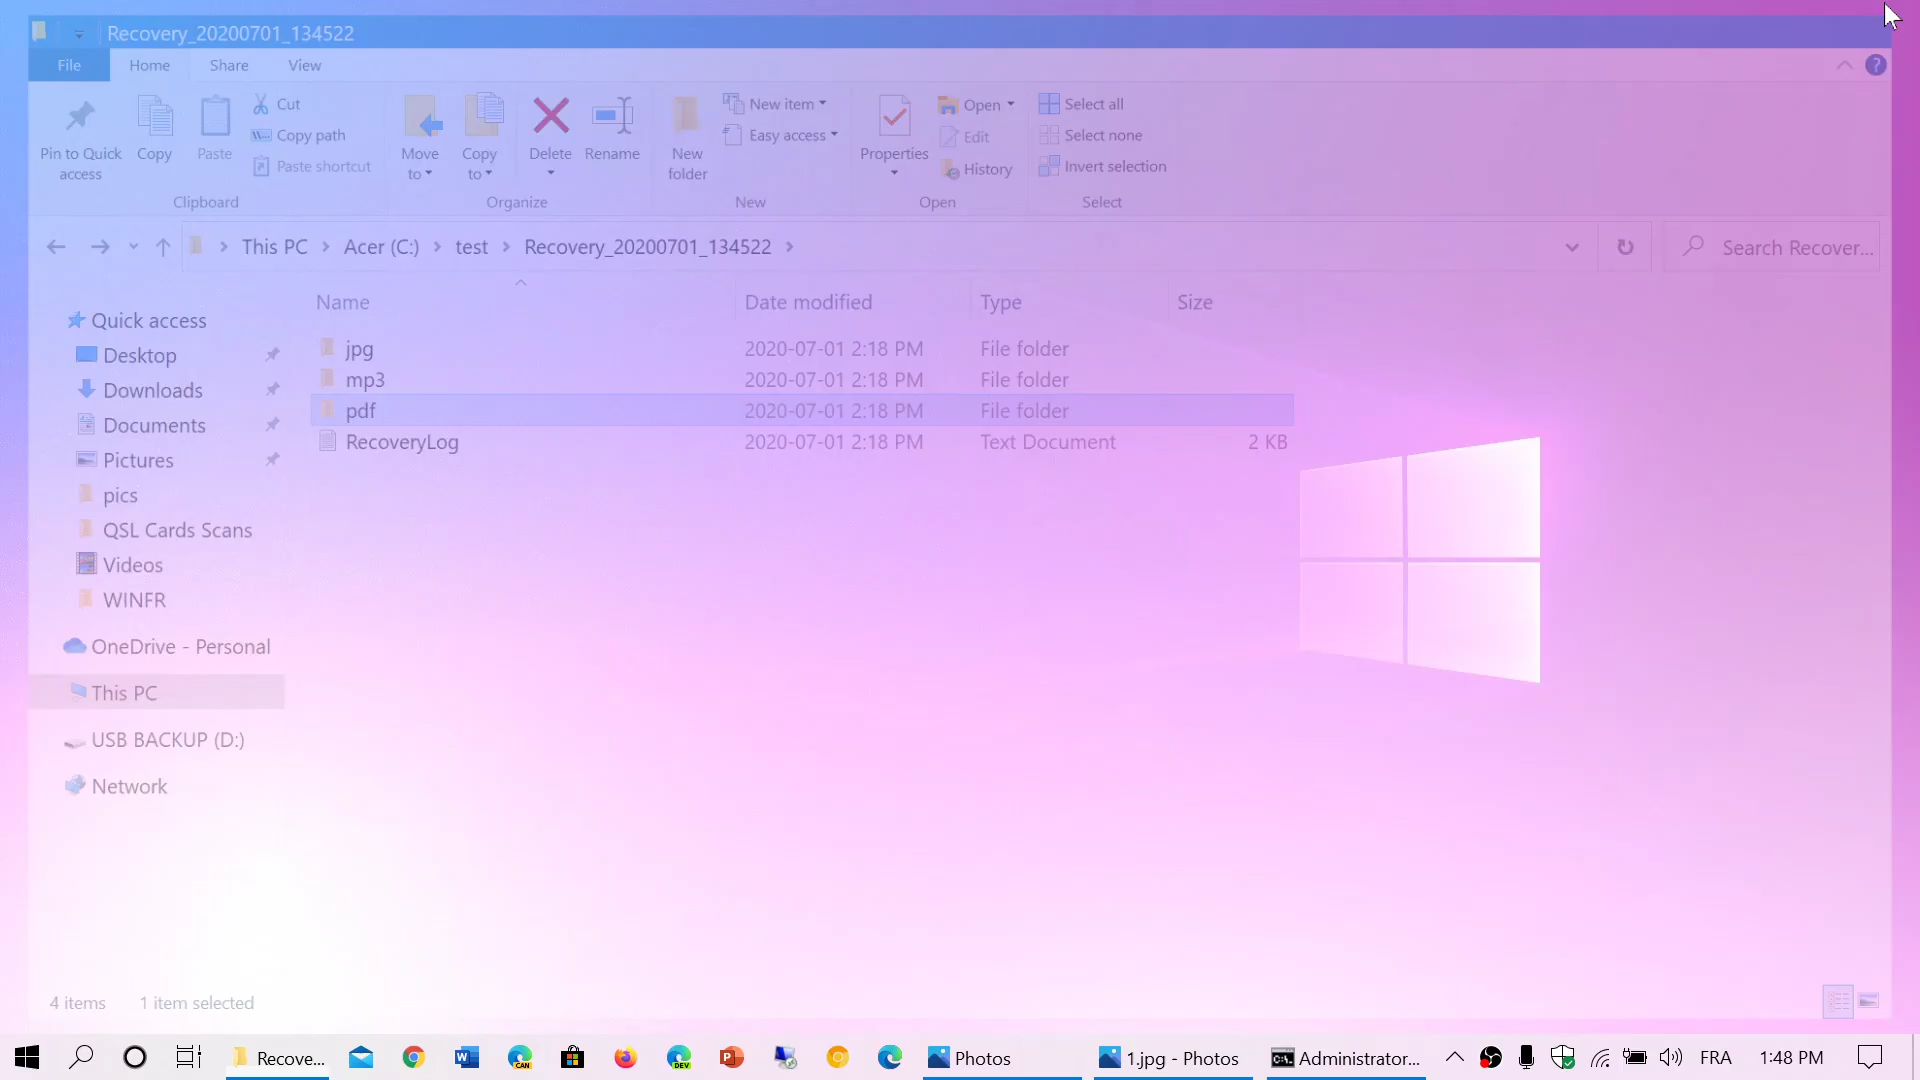 Recovery_20200701_134522
File Home Share View
Pin to Quick access
Copy
Paste
Cut
Copy path
Paste shortcut
Clipboard
Move to
Copy to
Delete
Rename
Organize
New folder
New item
Easy access
New
Properties
Open
Edit
History
Open
Select all
Select none
Invert selection
Select
This PC > Acer (C:) > test > Recovery_20200701_134522 >
Search Recover...
Name Date modified Type Size
jpg 2020-07-01 2:18 PM File folder
mp3 2020-07-01 2:18 PM File folder
pdf 2020-07-01 2:18 PM File folder
RecoveryLog 2020-07-01 2:18 PM Text Document 2 KB
Quick access
Desktop
Downloads
Documents
Pictures
pics
QSL Cards Scans
Videos
WINFR
OneDrive - Personal
This PC
USB BACKUP (D:)
Network
4 items 1 item selected
Recove... CAN DEV Photos 1.jpg - Photos Administrator... FRA 1:48 PM